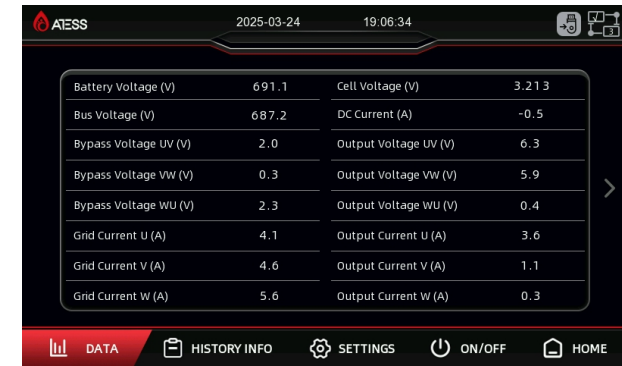 ATESS 2025-03-24 19:06:34
3
Battery Voltage (V) 691.1 Cell Voltage (V) 3.213
Bus Voltage (V) 687.2 DC Current (A) -0.5
Bypass Voltage UV (V) 2.0 Output Voltage UV (V) 6.3
Bypass Voltage VW (V) 0.3 Output Voltage VW (V) 5.9
Bypass Voltage WU (V) 2.3 Output Voltage WU (V) 0.4
Grid Current U (A) 4.1 Output Current U (A) 3.6
Grid Current V (A) 4.6 Output Current V (A) 1.1
Grid Current W (A) 5.6 Output Current W (A) 0.3
DATA HISTORY INFO SETTINGS ON/OFF HOME